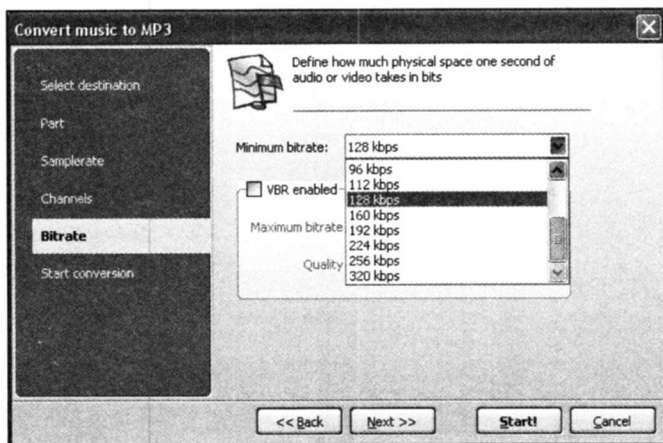 Convert music to MP3
Select destination
Part
Samplerate
Channels
Bitrate
Start conversion
Define how much physical space one second of
audio or video takes in bits
Minimum bitrate:
128 kbps
96 kbps
112 kbps
128 kbps
160 kbps
192 kbps
224 kbps
256 kbps
320 kbps
VBR enabled
Maximum bitrate
Quality
<< Back
Next >>
Start!
Cancel